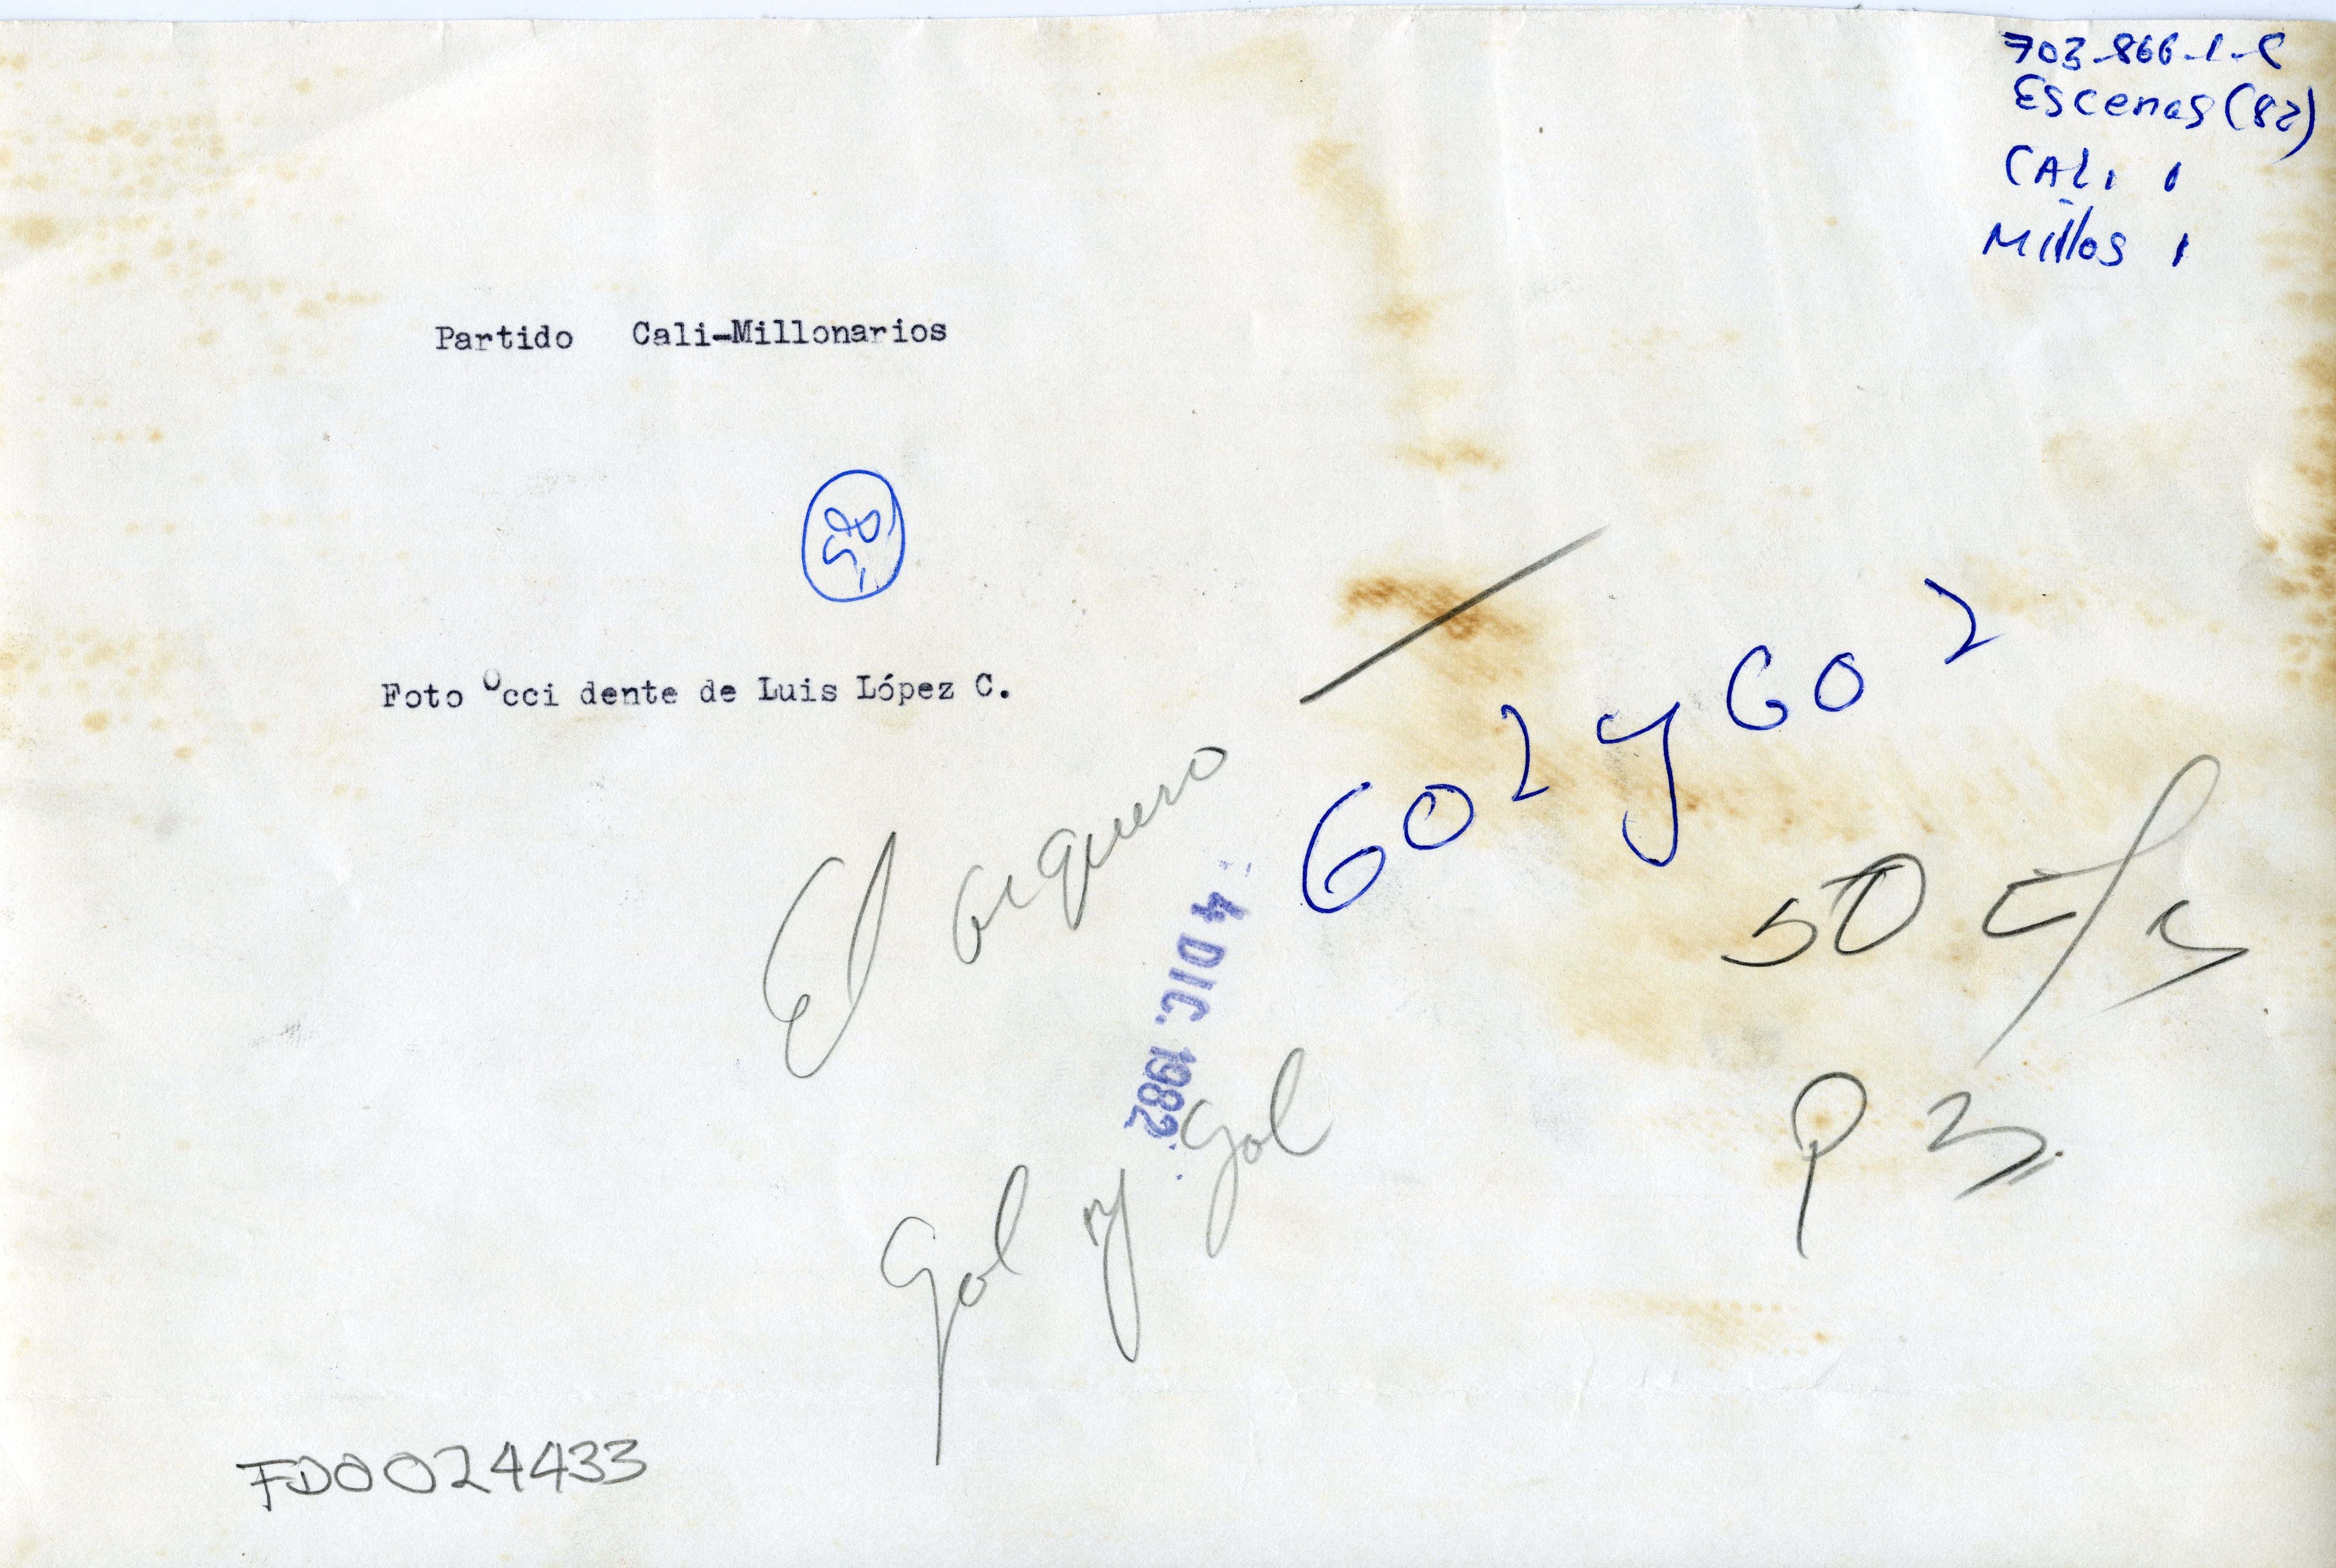 703-866-1-C
Escenas (82)
CALI 1
Millos 1
Partido Cali-Millonarios
Foto Occi dente de Luis López C.
GOL y GOL
El arquero
4 DIC. 1982
Gol y Gol
50
P 3
FD0024433